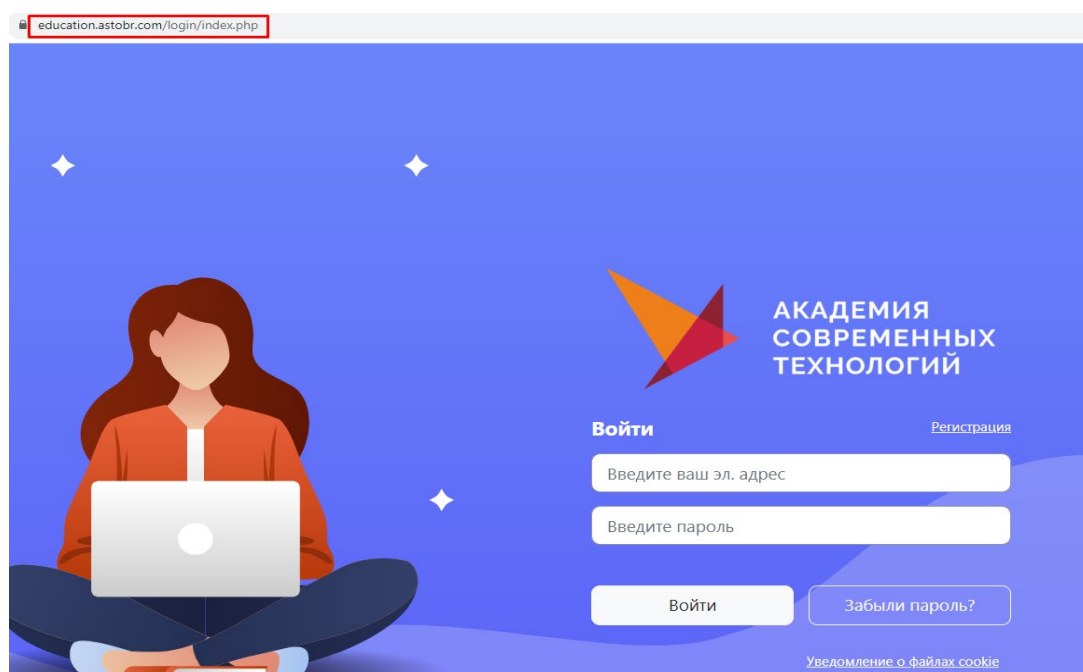 education.astobr.com/login/index.php
АКАДЕМИЯ
СОВРЕМЕННЫХ
ТЕХНОЛОГИЙ
Войти
Регистрация
Введите ваш эл. адрес
Введите пароль
Войти
Забыли пароль?
Уведомление о файлах cookie